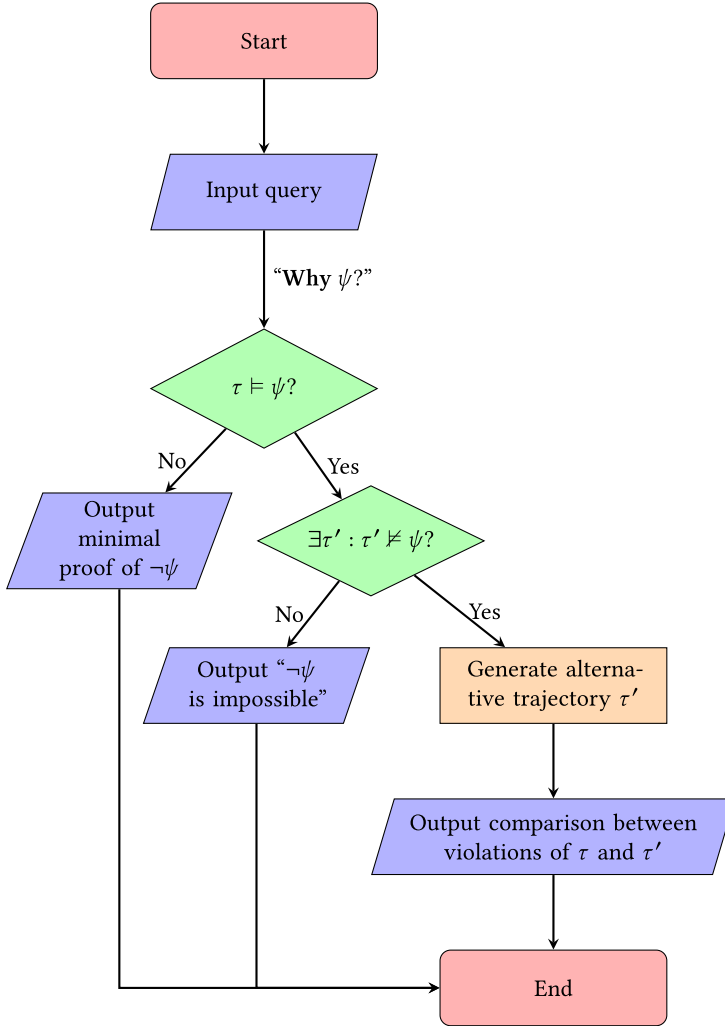 Start
Input query
“Why ψ?”
τ ⊨ ψ?
No
Yes
Output
minimal
proof of ¬ψ
∃τ′ : τ′ ⊭ ψ?
No
Yes
Output “¬ψ
is impossible”
Generate alterna-
tive trajectory τ′
Output comparison between
violations of τ and τ′
End